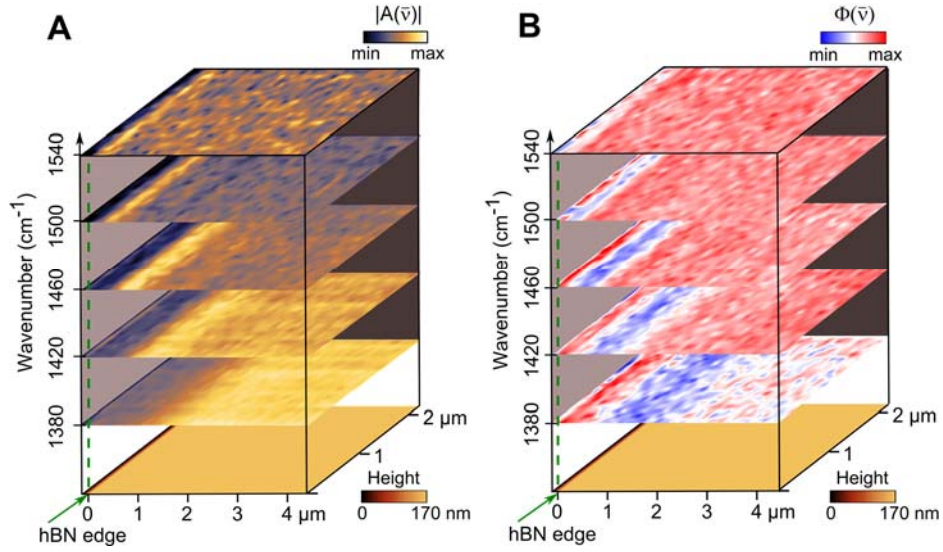 A
|A(ν̄)|
min max
Wavenumber (cm⁻¹)
1540
1500
1460
1420
1380
2 μm
1
Height
0 170 nm
0 1 2 3 4 μm
hBN edge
B
Φ(ν̄)
min max
Wavenumber (cm⁻¹)
1540
1500
1460
1420
1380
2 μm
1
Height
0 170 nm
0 1 2 3 4 μm
hBN edge